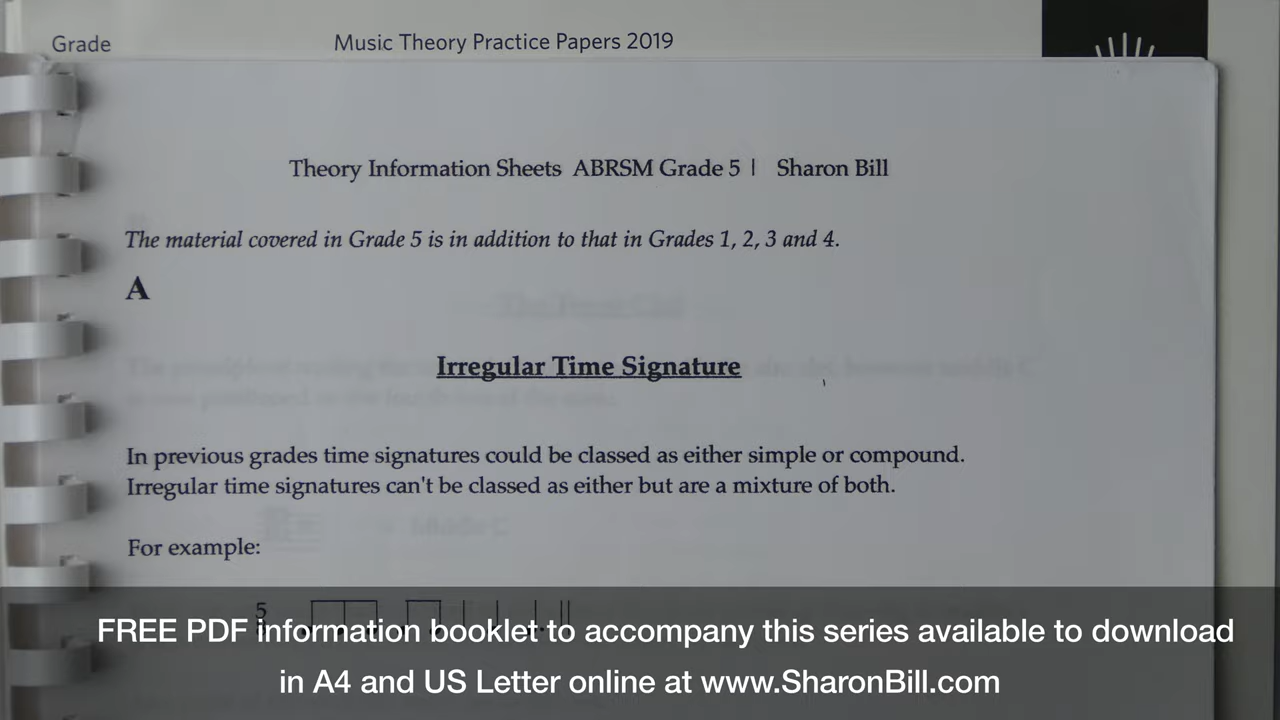 Grade
Music Theory Practice Papers 2019
Theory Information Sheets ABRSM Grade 5 | Sharon Bill
The material covered in Grade 5 is in addition to that in Grades 1, 2, 3 and 4.
A
Irregular Time Signature
In previous grades time signatures could be classed as either simple or compound.
Irregular time signatures can't be classed as either but are a mixture of both.
For example:
5
FREE PDF information booklet to accompany this series available to download
in A4 and US Letter online at www.SharonBill.com